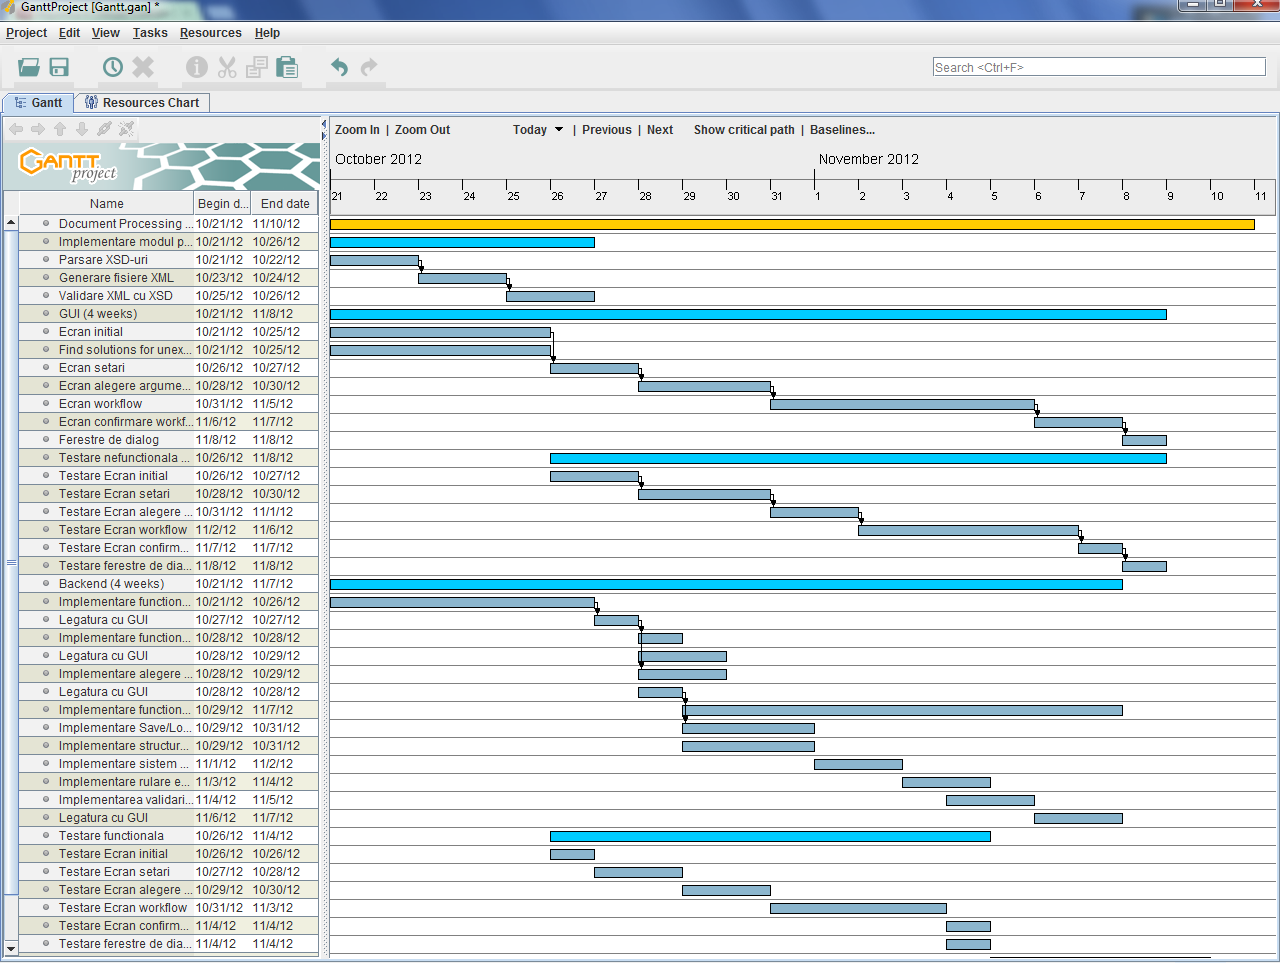 GanttProject [Gantt.gan] *
Project Edit View Tasks Resources Help
Search <Ctrl+F>
Gantt Resources Chart
Zoom In | Zoom Out Today | Previous | Next Show critical path | Baselines...
GANTT project
October 2012 November 2012
Name Begin d... End date
21 22 23 24 25 26 27 28 29 30 31 1 2 3 4 5 6 7 8 9 10 11
Document Processing ... 10/21/12 11/10/12
Implementare modul p... 10/21/12 10/26/12
Parsare XSD-uri 10/21/12 10/22/12
Generare fisiere XML 10/23/12 10/24/12
Validare XML cu XSD 10/25/12 10/26/12
GUI (4 weeks) 10/21/12 11/8/12
Ecran initial 10/21/12 10/25/12
Find solutions for unex... 10/21/12 10/25/12
Ecran setari 10/26/12 10/27/12
Ecran alegere argume... 10/28/12 10/30/12
Ecran workflow 10/31/12 11/5/12
Ecran confirmare workf... 11/6/12 11/7/12
Ferestre de dialog 11/8/12 11/8/12
Testare nefunctionala ... 10/26/12 11/8/12
Testare Ecran initial 10/26/12 10/27/12
Testare Ecran setari 10/28/12 10/30/12
Testare Ecran alegere ... 10/31/12 11/1/12
Testare Ecran workflow 11/2/12 11/6/12
Testare Ecran confirm... 11/7/12 11/7/12
Testare ferestre de dia... 11/8/12 11/8/12
Backend (4 weeks) 10/21/12 11/7/12
Implementare function... 10/21/12 10/26/12
Legatura cu GUI 10/27/12 10/27/12
Implementare function... 10/28/12 10/28/12
Legatura cu GUI 10/28/12 10/29/12
Implementare alegere ... 10/28/12 10/29/12
Legatura cu GUI 10/28/12 10/28/12
Implementare function... 10/29/12 11/7/12
Implementare Save/Lo... 10/29/12 10/31/12
Implementare structur... 10/29/12 10/31/12
Implementare sistem ... 11/1/12 11/2/12
Implementare rulare e... 11/3/12 11/4/12
Implementarea validari... 11/4/12 11/5/12
Legatura cu GUI 11/6/12 11/7/12
Testare functionala 10/26/12 11/4/12
Testare Ecran initial 10/26/12 10/26/12
Testare Ecran setari 10/27/12 10/28/12
Testare Ecran alegere ... 10/29/12 10/30/12
Testare Ecran workflow 10/31/12 11/3/12
Testare Ecran confirm... 11/4/12 11/4/12
Testare ferestre de dia... 11/4/12 11/4/12